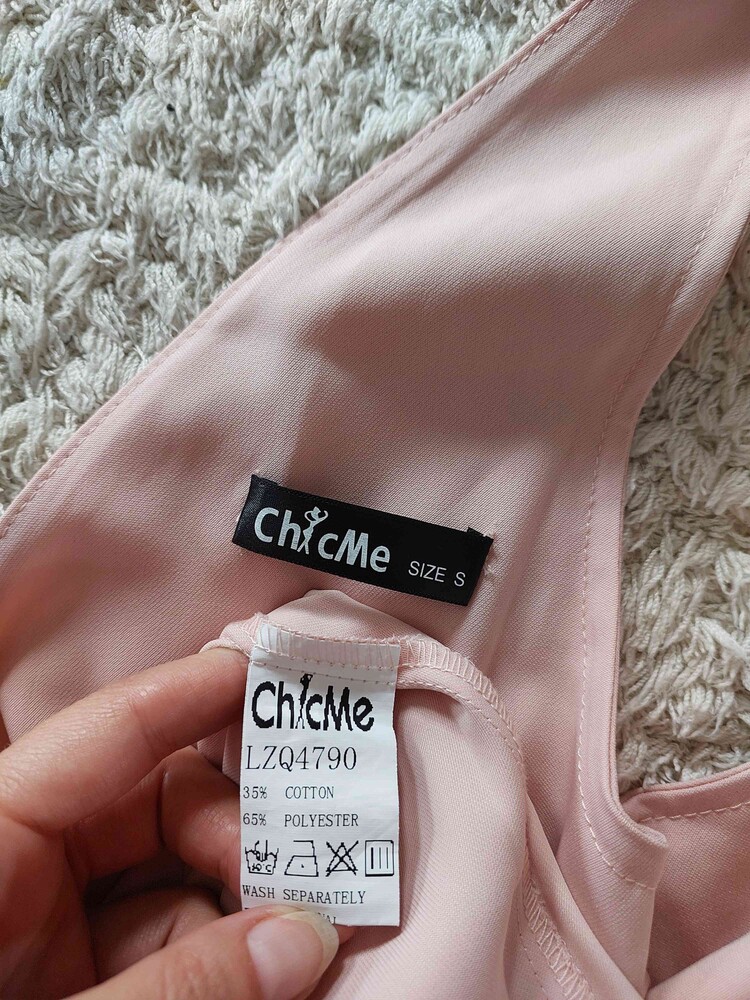 ChicMe SIZE S
ChicMe
LZQ4790
35% COTTON
65% POLYESTER
WASH SEPARATELY